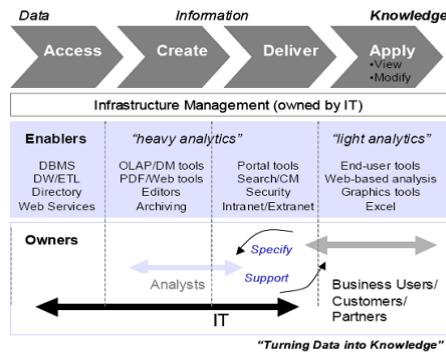 Data Information Knowledge
Access Create Deliver Apply
•View
•Modify
Infrastructure Management (owned by IT)
Enablers "heavy analytics" "light analytics"
DBMS OLAP/DM tools Portal tools End-user tools
DW/ETL PDF/Web tools Search/CM Web-based analysis
Directory Editors Security Graphics tools
Web Services Archiving Intranet/Extranet Excel
Owners
Specify
Support
Analysts
Business Users/
Customers/
Partners
IT
"Turning Data into Knowledge"